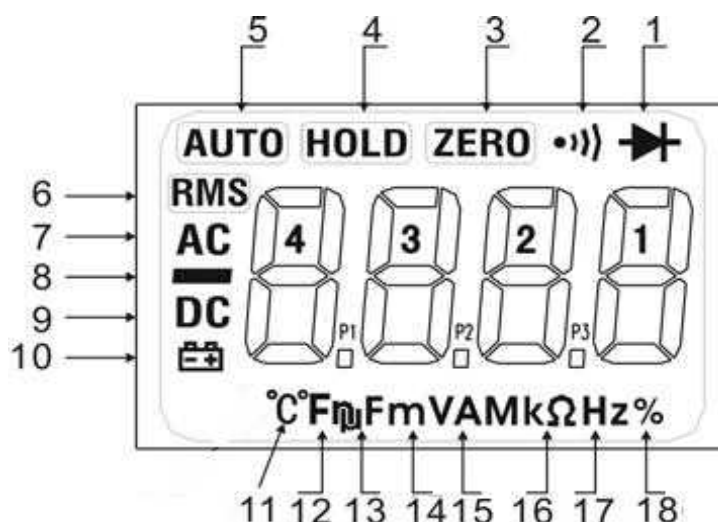 5 4 3 2 1
AUTO HOLD ZERO
6 RMS
7 AC 4 3 2 1
8
9 DC P1 P2 P3
10 - +
°C°FnµFmVAMkΩHz%
11 12 13 14 15 16 17 18